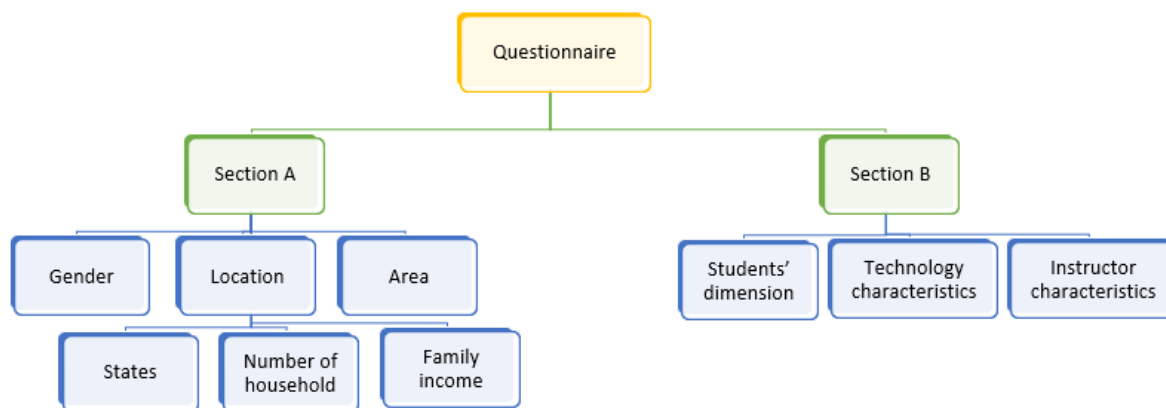 Questionnaire
Section A
Section B
Gender
Location
Area
Students’
dimension
Technology
characteristics
Instructor
characteristics
States
Number of
household
Family
income